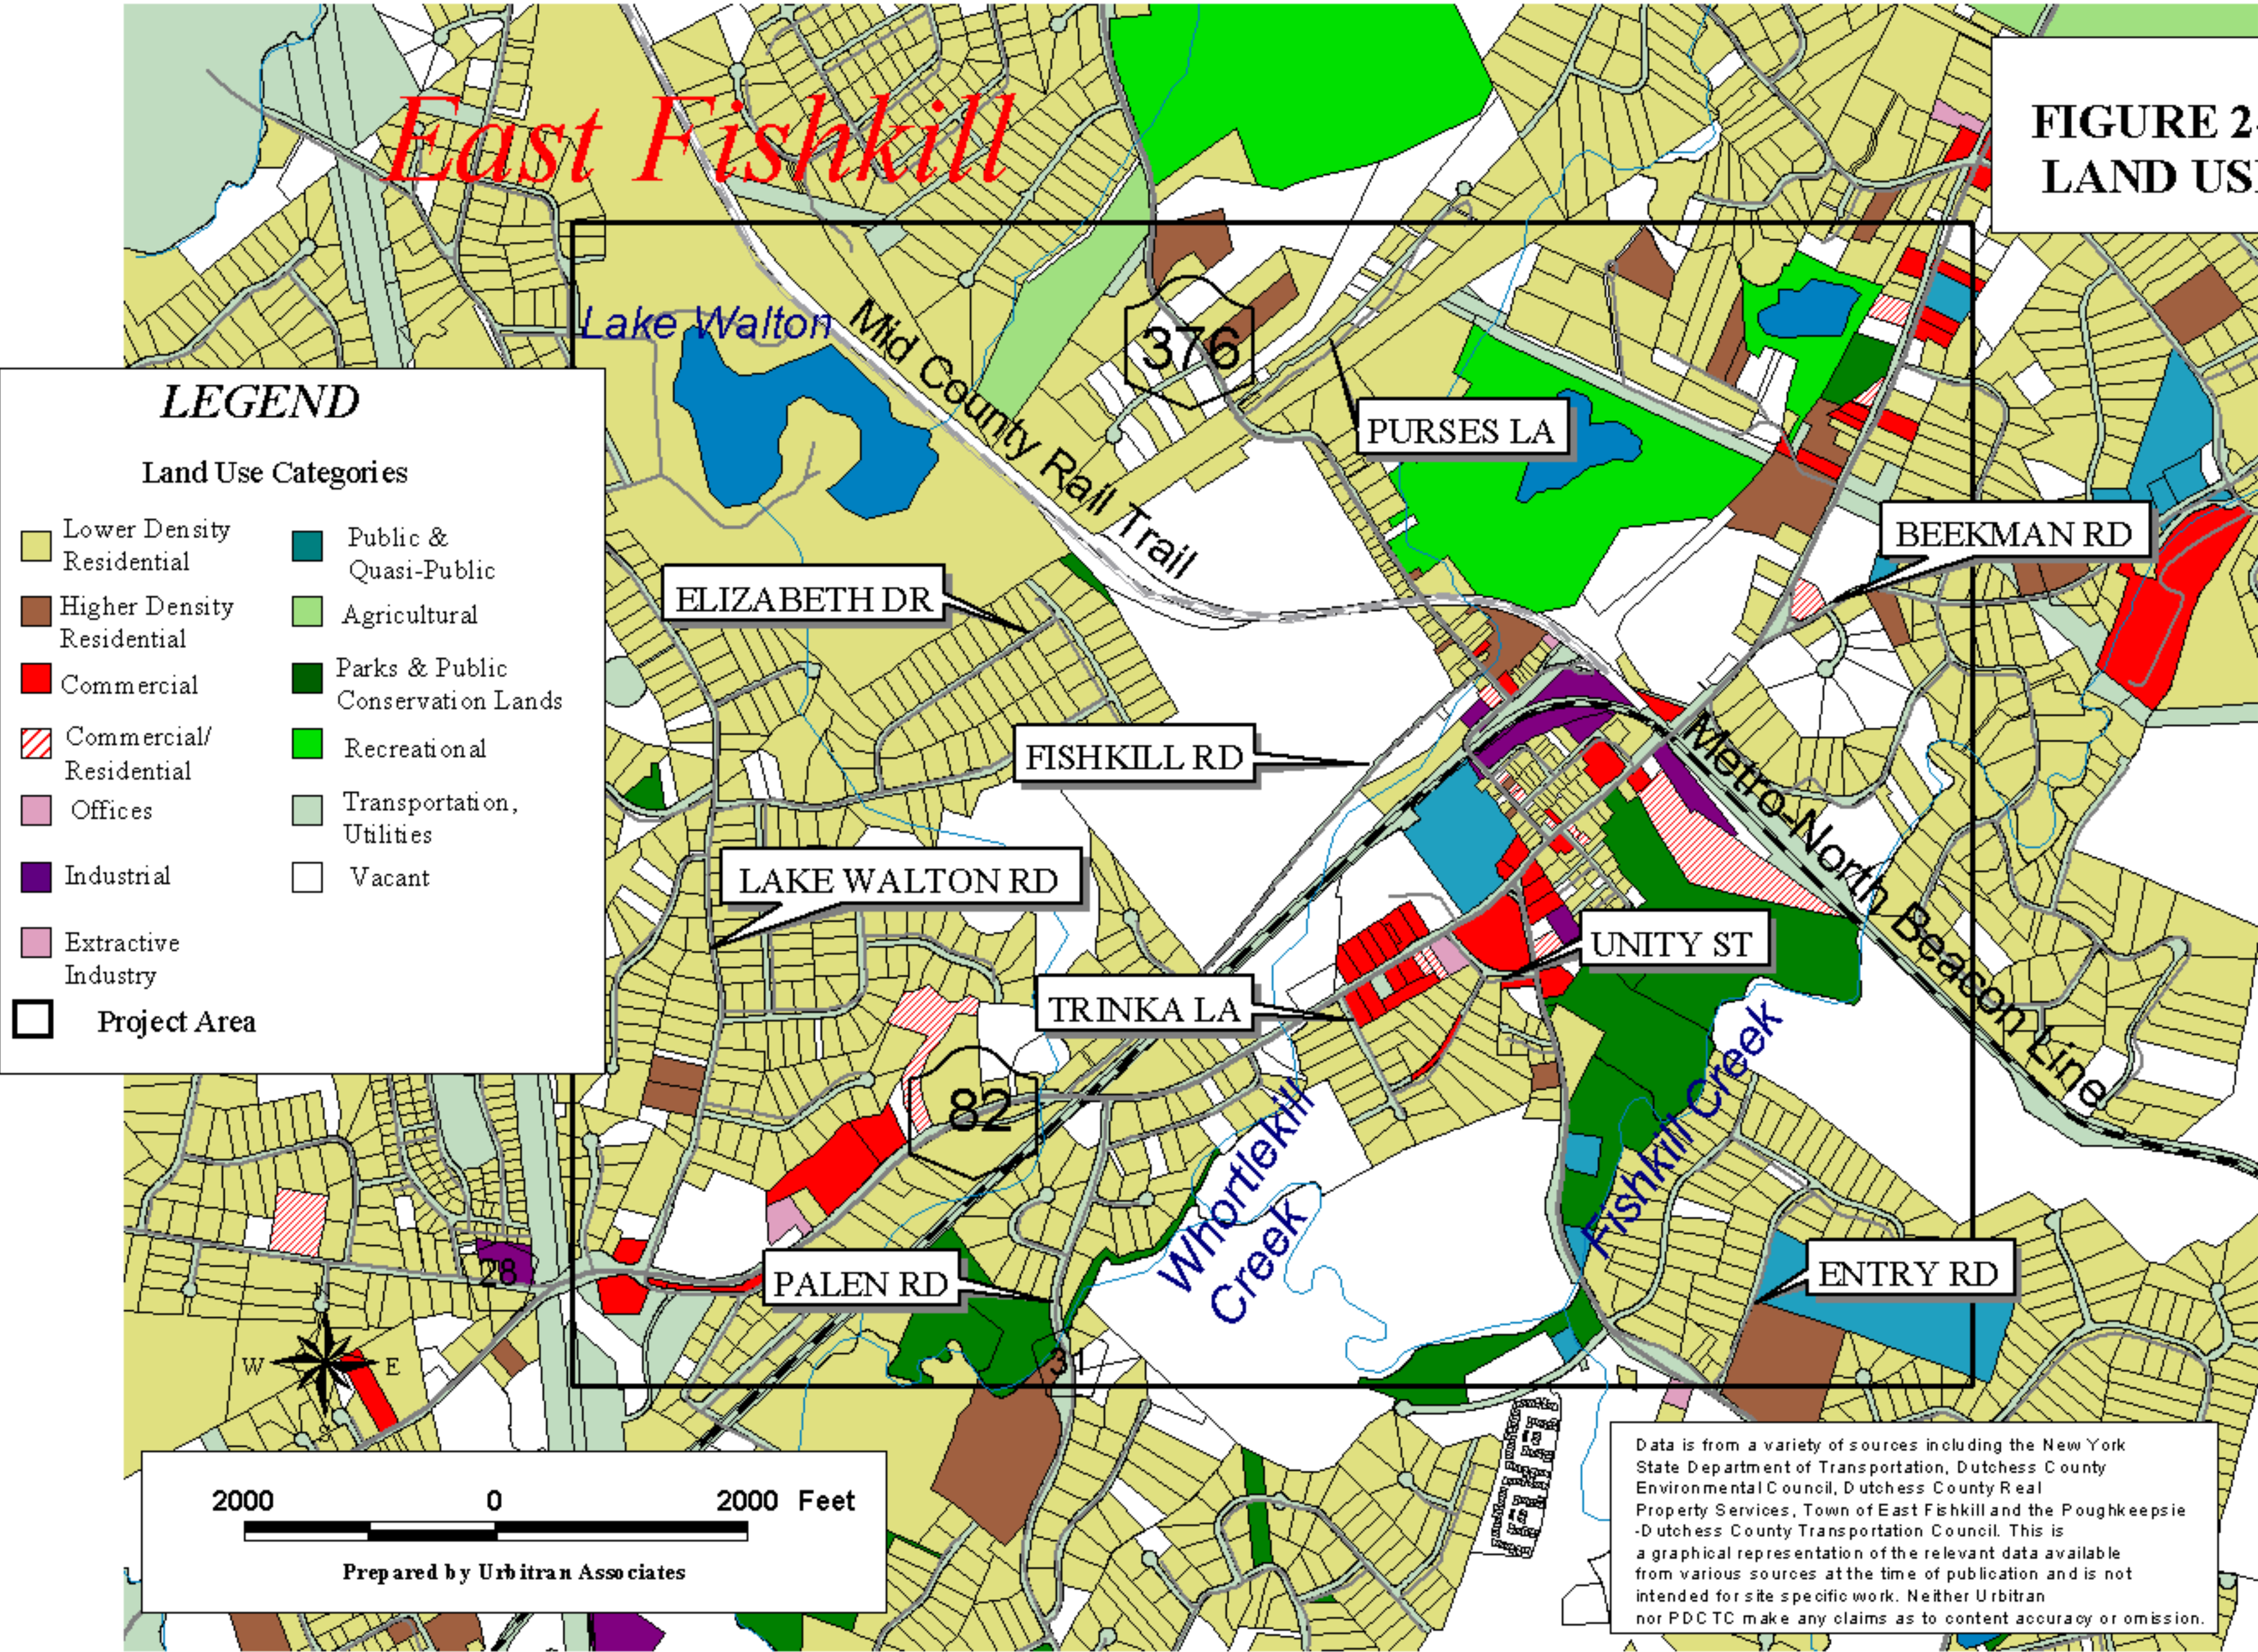 East Fishkill
FIGURE 2-
LAND US
Lake Walton
Mid County Rail Trail
376
PURSES LA
LEGEND
Land Use Categories
Lower Density
Residential
Higher Density
Residential
Commercial
Commercial/
Residential
Offices
Industrial
Extractive
Industry
Project Area
Public &
Quasi-Public
Agricultural
Parks & Public
Conservation Lands
Recreational
Transportation,
Utilities
Vacant
BEEKMAN RD
ELIZABETH DR
FISHKILL RD
Metro-North Beacon Line
LAKE WALTON RD
UNITY ST
TRINKA LA
82
Whortlekill
Creek
Fishkill Creek
ENTRY RD
PALEN RD
28
31
W
E
S
2000 0 2000 Feet
Prepared by Urbitran Associates
Data is from a variety of sources including the New York
State Department of Transportation, Dutchess County
Environmental Council, Dutchess County Real
Property Services, Town of East Fishkill and the Poughkeepsie
-Dutchess County Transportation Council. This is
a graphical representation of the relevant data available
from various sources at the time of publication and is not
intended for site specific work. Neither Urbitran
nor PDCTC make any claims as to content accuracy or omission.